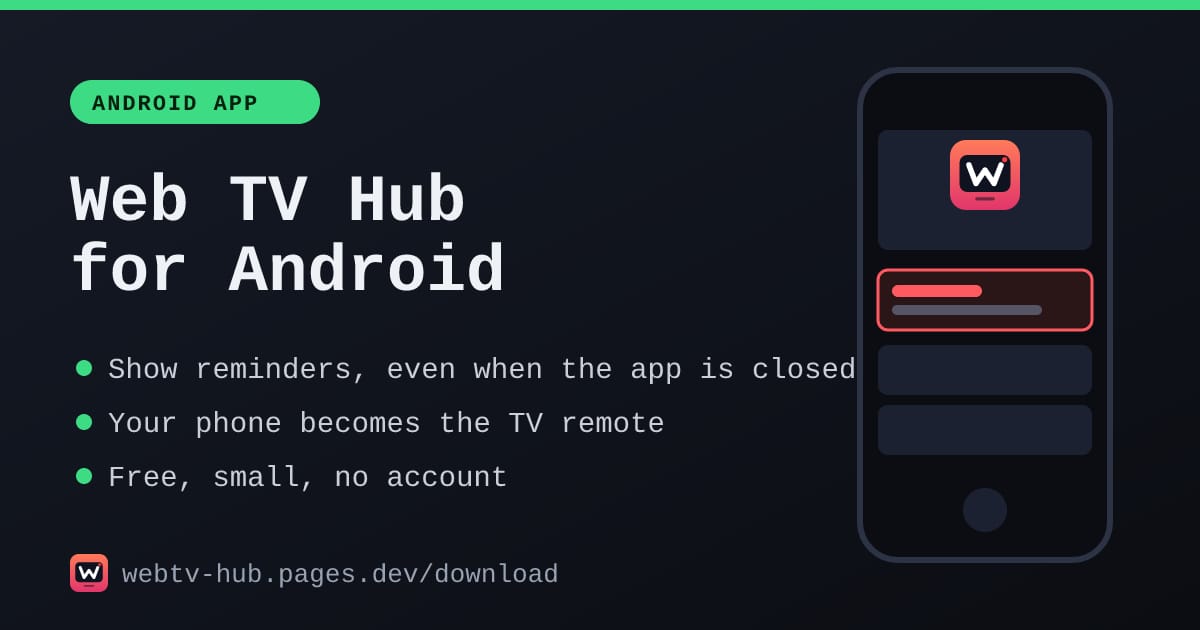 ANDROID APP
Web TV Hub
for Android
Show reminders, even when the app is closed
Your phone becomes the TV remote
Free, small, no account
webtv-hub.pages.dev/download
W
W